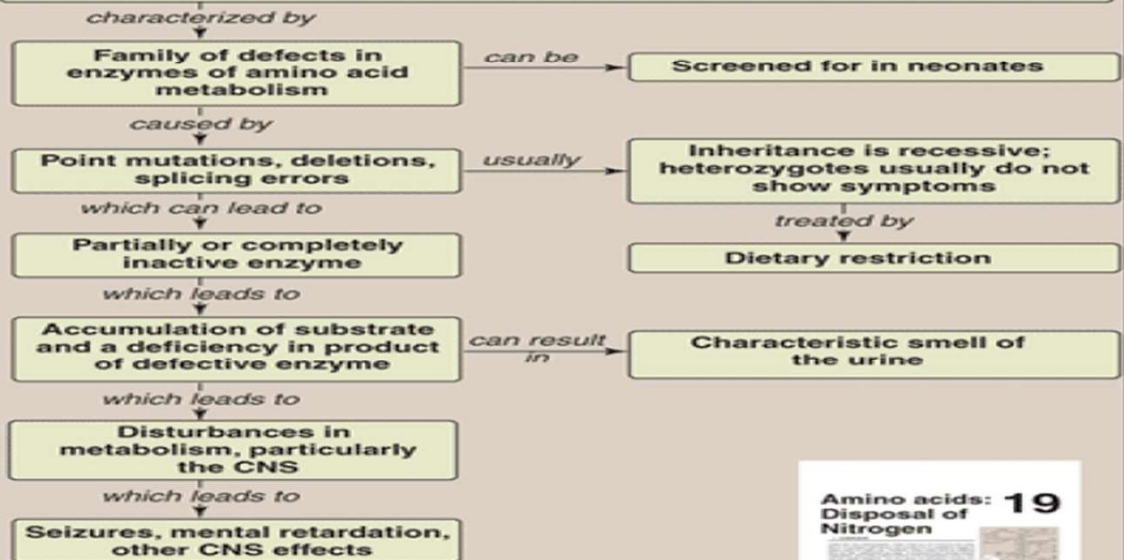 characterized by
Family of defects in
enzymes of amino acid
metabolism
can be
Screened for in neonates
caused by
Point mutations, deletions,
splicing errors
usually
Inheritance is recessive;
heterozygotes usually do not
show symptoms
which can lead to
treated by
Partially or completely
inactive enzyme
Dietary restriction
which leads to
Accumulation of substrate
and a deficiency in product
of defective enzyme
can result
in
Characteristic smell of
the urine
which leads to
Disturbances in
metabolism, particularly
the CNS
which leads to
Seizures, mental retardation,
other CNS effects
Amino acids: 19
Disposal of
Nitrogen